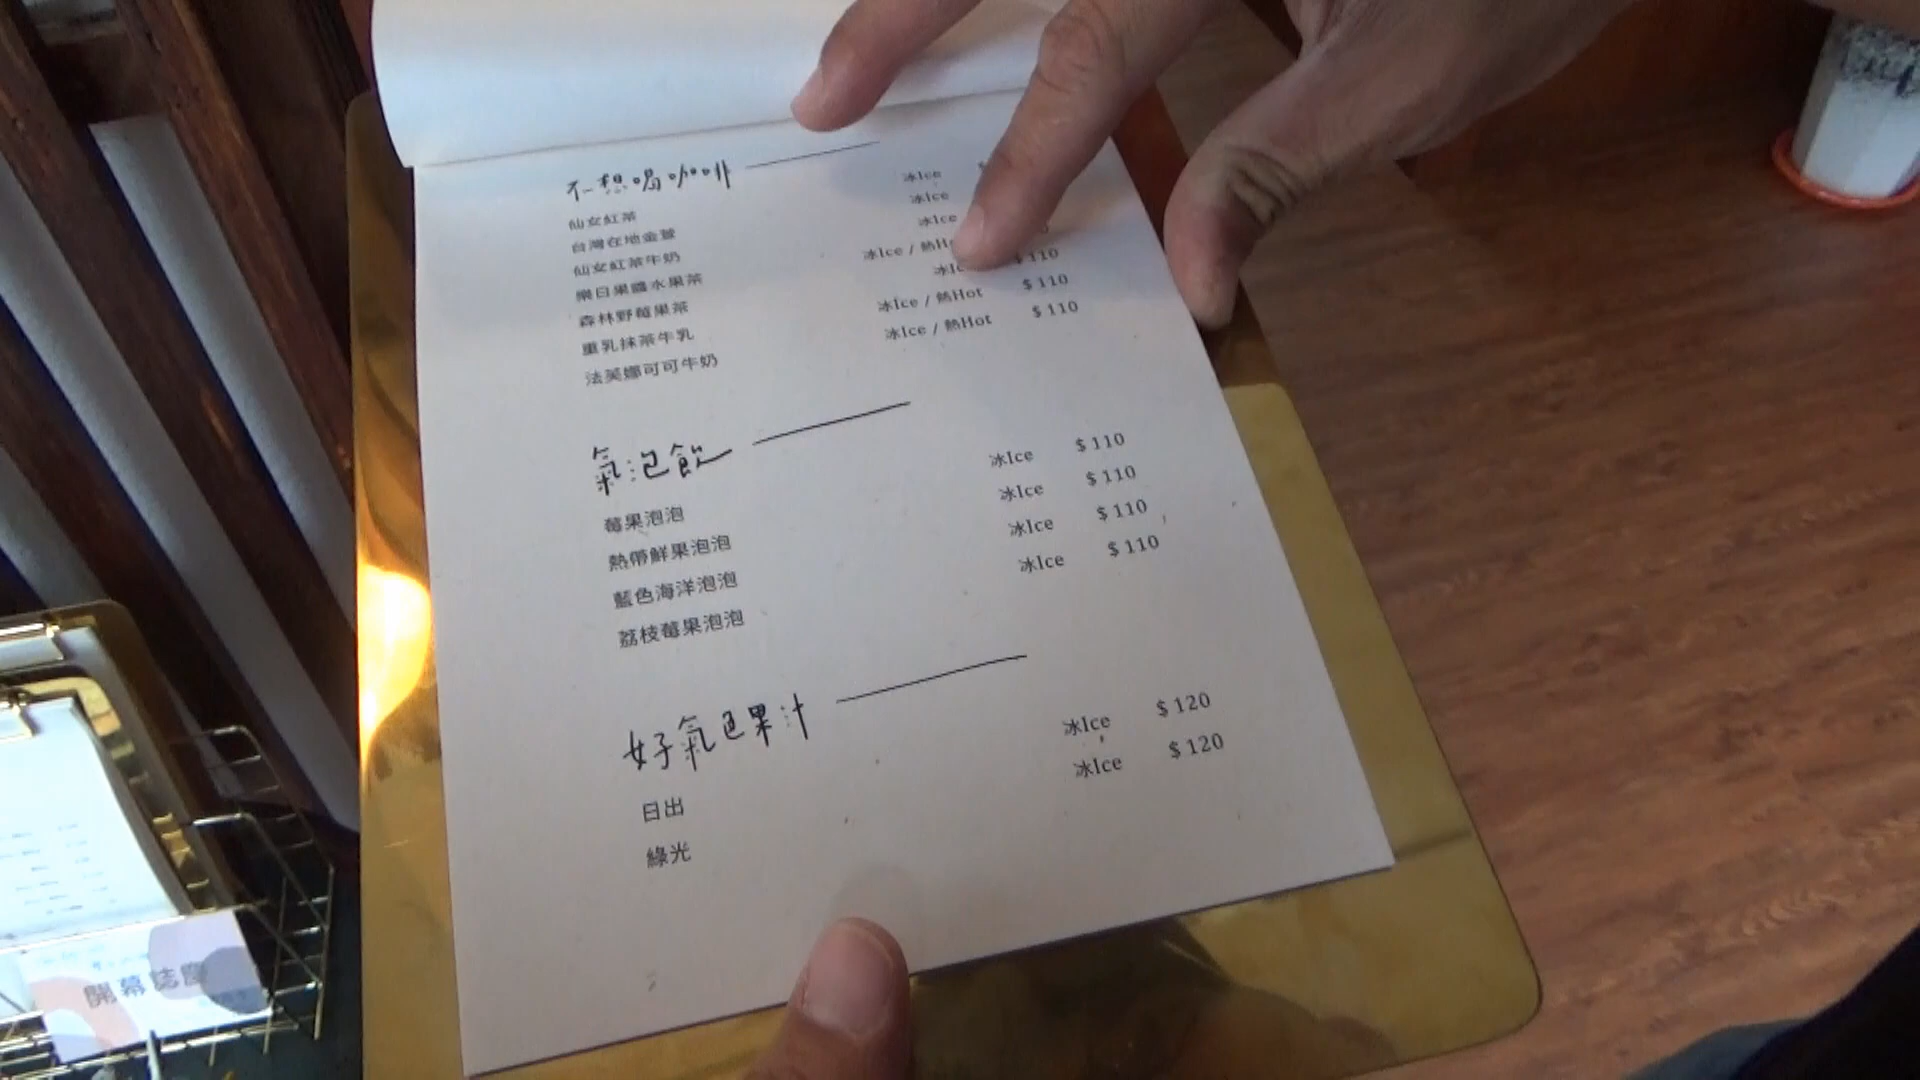 不想喝咖啡
仙女紅茶 冰Ice
台灣在地金萱 冰Ice
仙女紅茶牛奶 冰Ice
樂日果醬水果茶 冰Ice / 熱Ho
森林野莓果茶 冰Ic $110
重乳抹茶牛乳 冰Ice / 熱Hot $110
法芙娜可可牛奶 冰Ice / 熱Hot $110
氣泡飲
莓果泡泡 冰Ice $110
熱帶鮮果泡泡 冰Ice $110
藍色海洋泡泡 冰Ice $110
荔枝莓果泡泡 冰Ice $110
好氣色果汁
日出 冰Ice $120
綠光 冰Ice $120
開幕誌慶